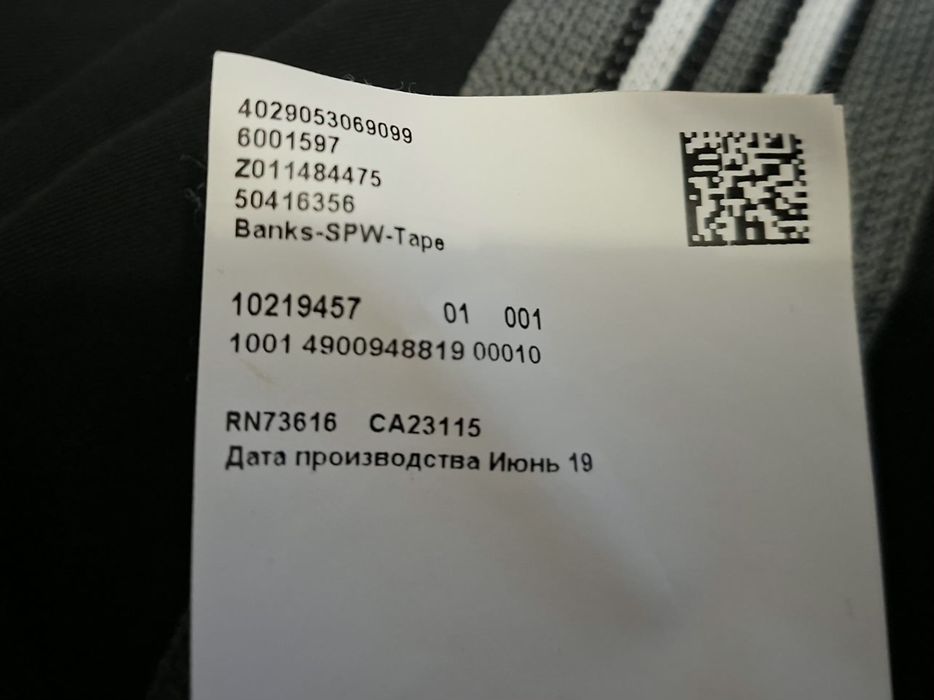 4029053069099
6001597
Z011484475
50416356
Banks-SPW-Tape
10219457 01 001
1001 4900948819 00010
RN73616 CA23115
Дата производства Июнь 19